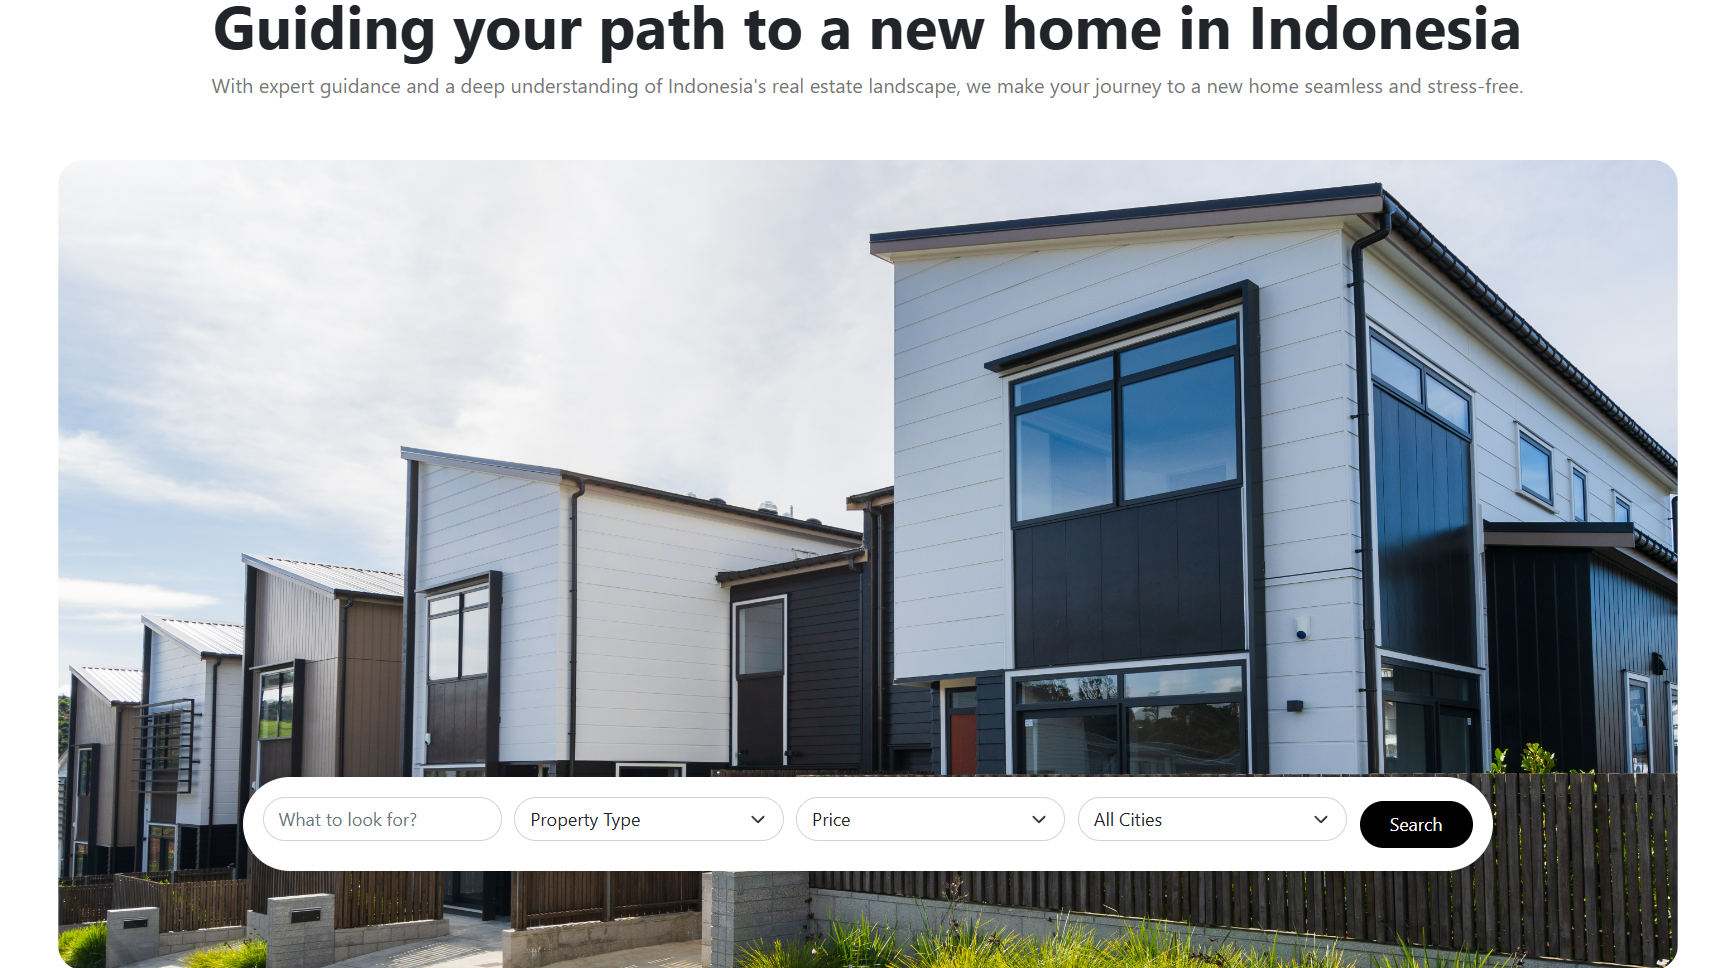 Guiding your path to a new home in Indonesia
With expert guidance and a deep understanding of Indonesia's real estate landscape, we make your journey to a new home seamless and stress-free.
What to look for?
Property Type
Price
All Cities
Search